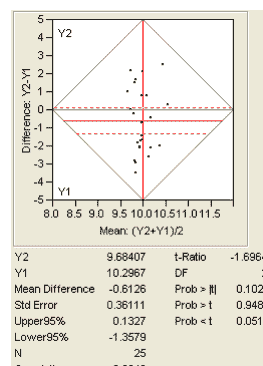 5
4
Y2
3
2
1
0
-1
-2
-3
-4
Y1
-5
Difference: Y2-Y1
8.0 8.5 9.0 9.5 10.0 10.5 11.0 11.5
Mean: (Y2+Y1)/2
Y2 9.68407 t-Ratio -1.696
Y1 10.2967 DF
Mean Difference -0.6126 Prob > |t| 0.102
Std Error 0.36111 Prob > t 0.948
Upper95% 0.1327 Prob < t 0.051
Lower95% -1.3579
N 25